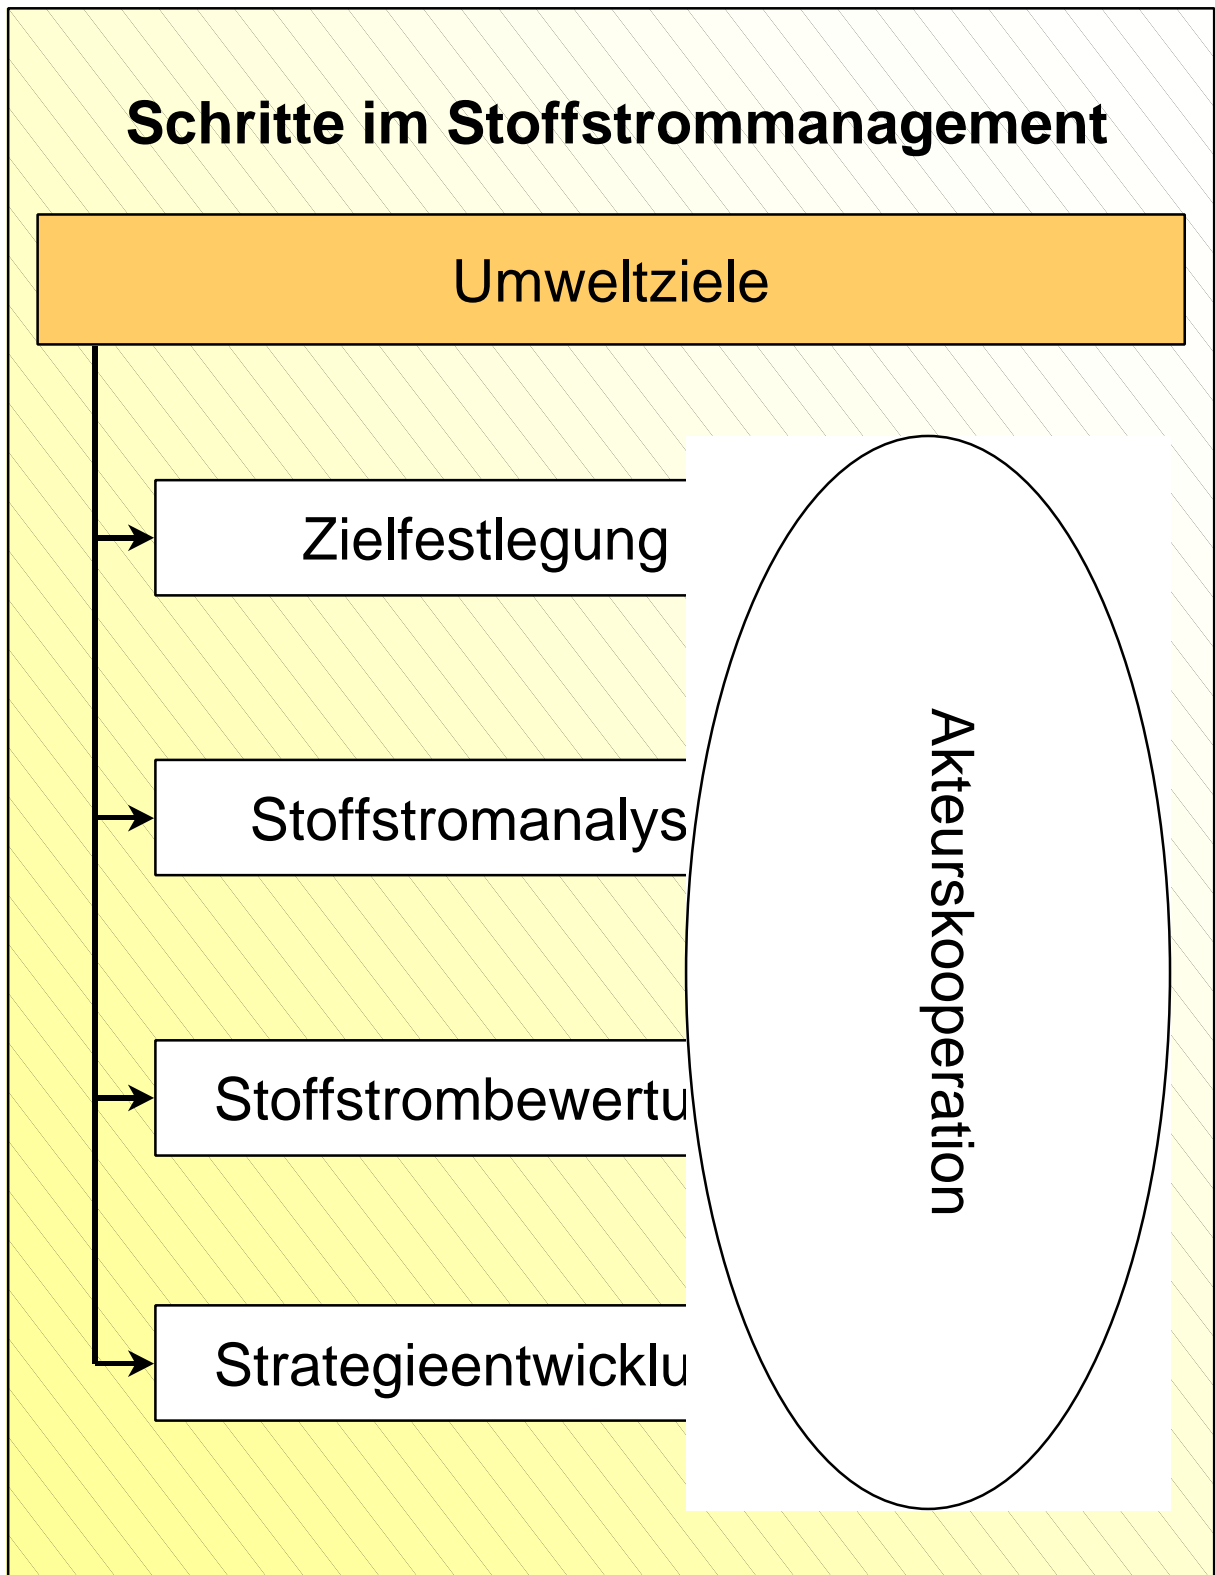 Schritte im Stoffstrommanagement
Umweltziele
Zielfestlegung
Stoffstromanalys
Stoffstrombewertu
Strategieentwicklu
Akteurskooperation